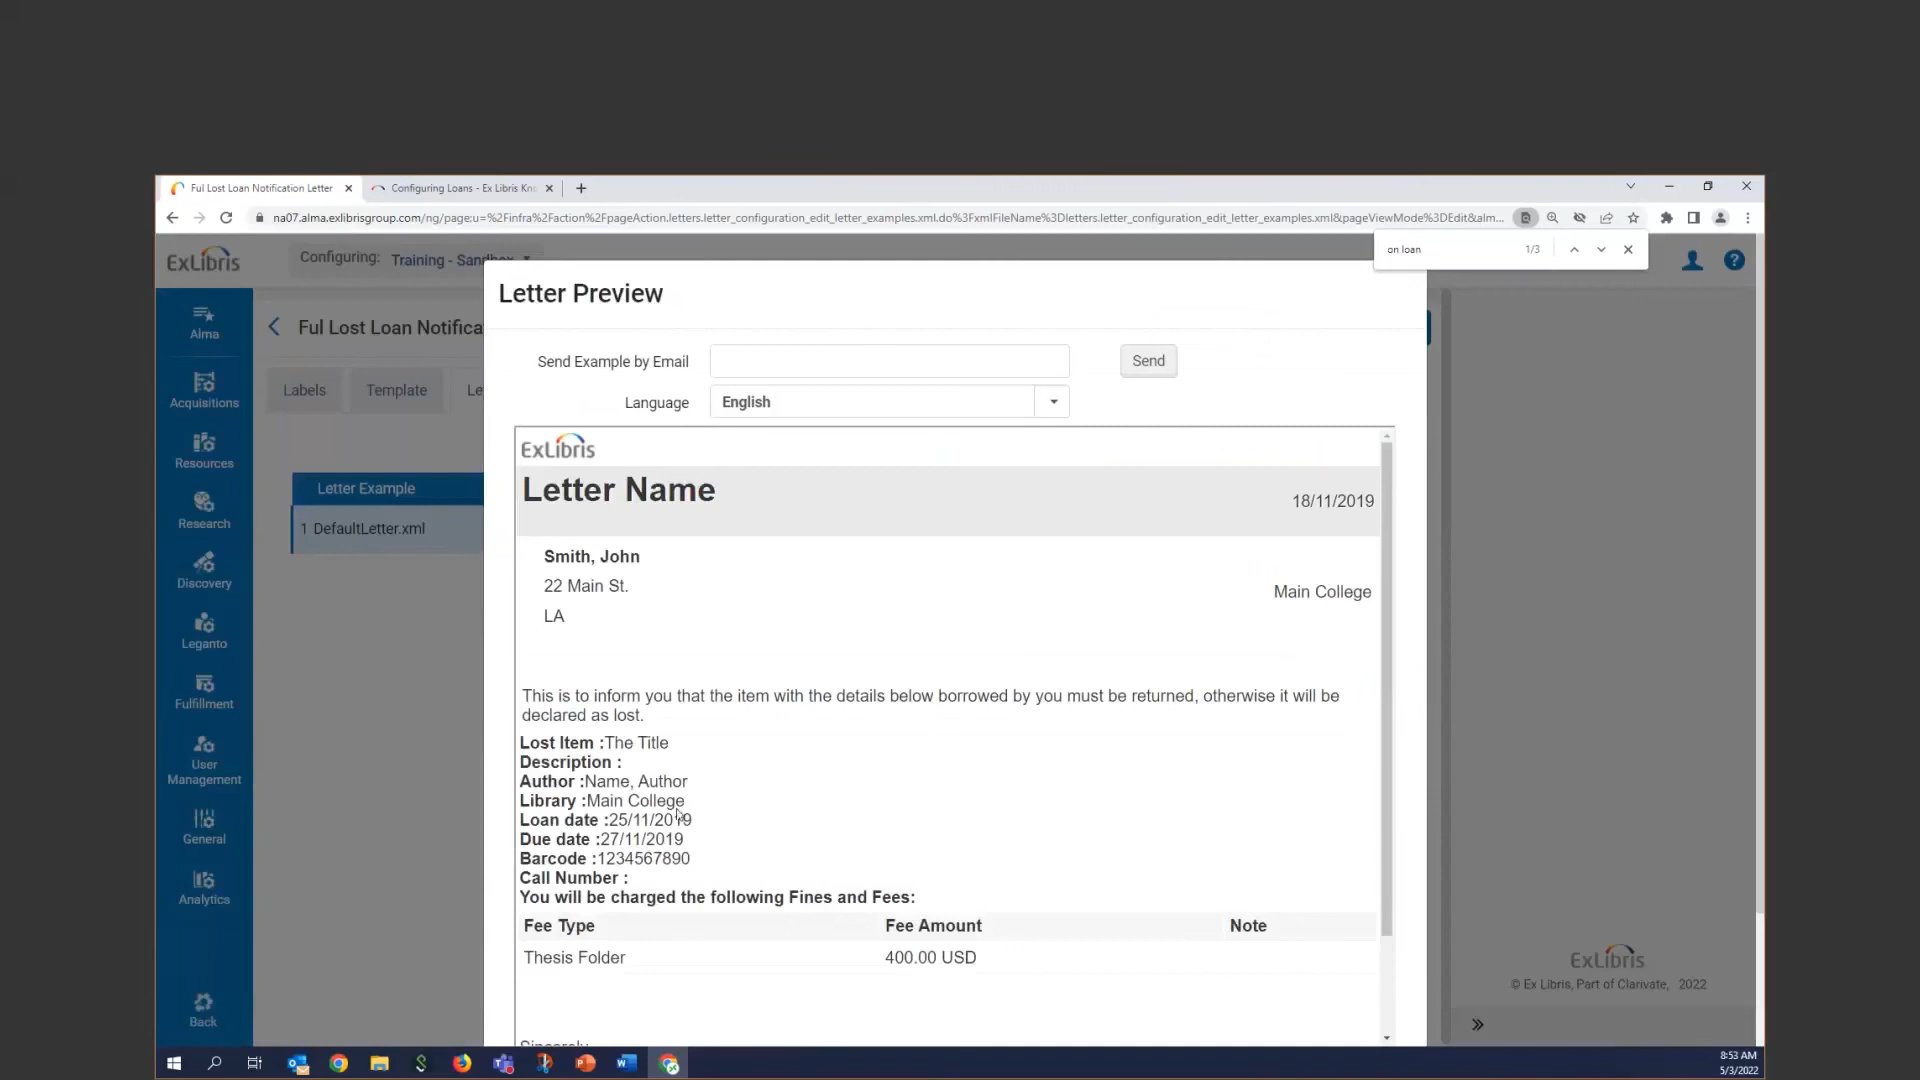 Ful Lost Loan Notification Letter
Configuring Loans - Ex Libris Kno
na07.alma.exlibrisgroup.com/ng/page;u=%2Finfra%2Faction%2FpageAction.letters.letter_configuration_edit_letter_examples.xml.do%3FxmlFileName%3Dletters.letter_configuration_edit_letter_examples.xml&pageViewMode%3DEdit&alm...
on loan 1/3
ExLibris
Configuring: Training - Sandbox
Alma
Acquisitions
Resources
Research
Discovery
Leganto
Fulfillment
User
Management
General
Analytics
Back
Ful Lost Loan Notifica
Labels Template Le
Letter Example
1 DefaultLetter.xml
Letter Preview
Send Example by Email Send
Language English
ExLibris
Letter Name 18/11/2019
Smith, John
22 Main St. Main College
LA
This is to inform you that the item with the details below borrowed by you must be returned, otherwise it will be
declared as lost.
Lost Item :The Title
Description :
Author :Name, Author
Library :Main College
Loan date :25/11/2019
Due date :27/11/2019
Barcode :1234567890
Call Number :
You will be charged the following Fines and Fees:
Fee Type Fee Amount Note
Thesis Folder 400.00 USD
Sincerely
ExLibris
© Ex Libris, Part of Clarivate, 2022
8:53 AM
5/3/2022